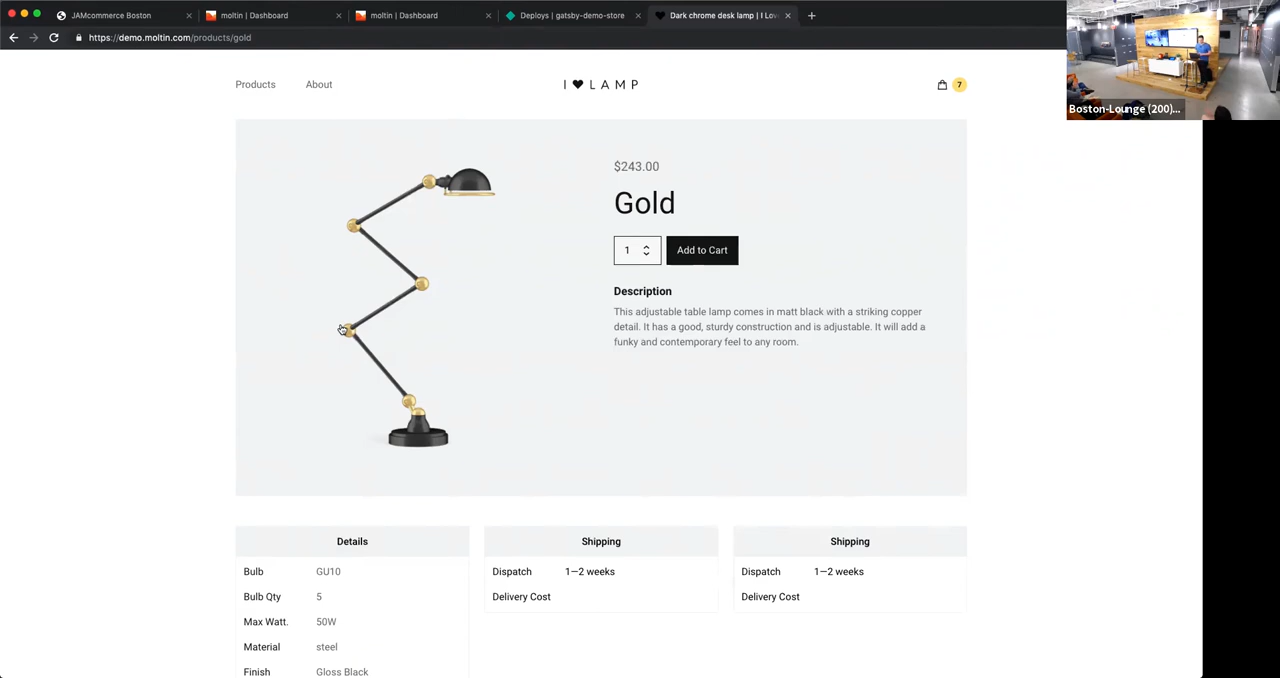 JAMcommerce Boston
moltin | Dashboard
moltin | Dashboard
Deploys | gatsby-demo-store
Dark chrome desk lamp | I Lov
https://demo.moltin.com/products/gold
Boston-Lounge (200)...
Products
About
I ♥ LAMP
7
$243.00
Gold
1
Add to Cart
Description
This adjustable table lamp comes in matt black with a striking copper
detail. It has a good, sturdy construction and is adjustable. It will add a
funky and contemporary feel to any room.
Details
Bulb GU10
Bulb Qty 5
Max Watt. 50W
Material steel
Finish Gloss Black
Shipping
Dispatch 1—2 weeks
Delivery Cost
Shipping
Dispatch 1—2 weeks
Delivery Cost